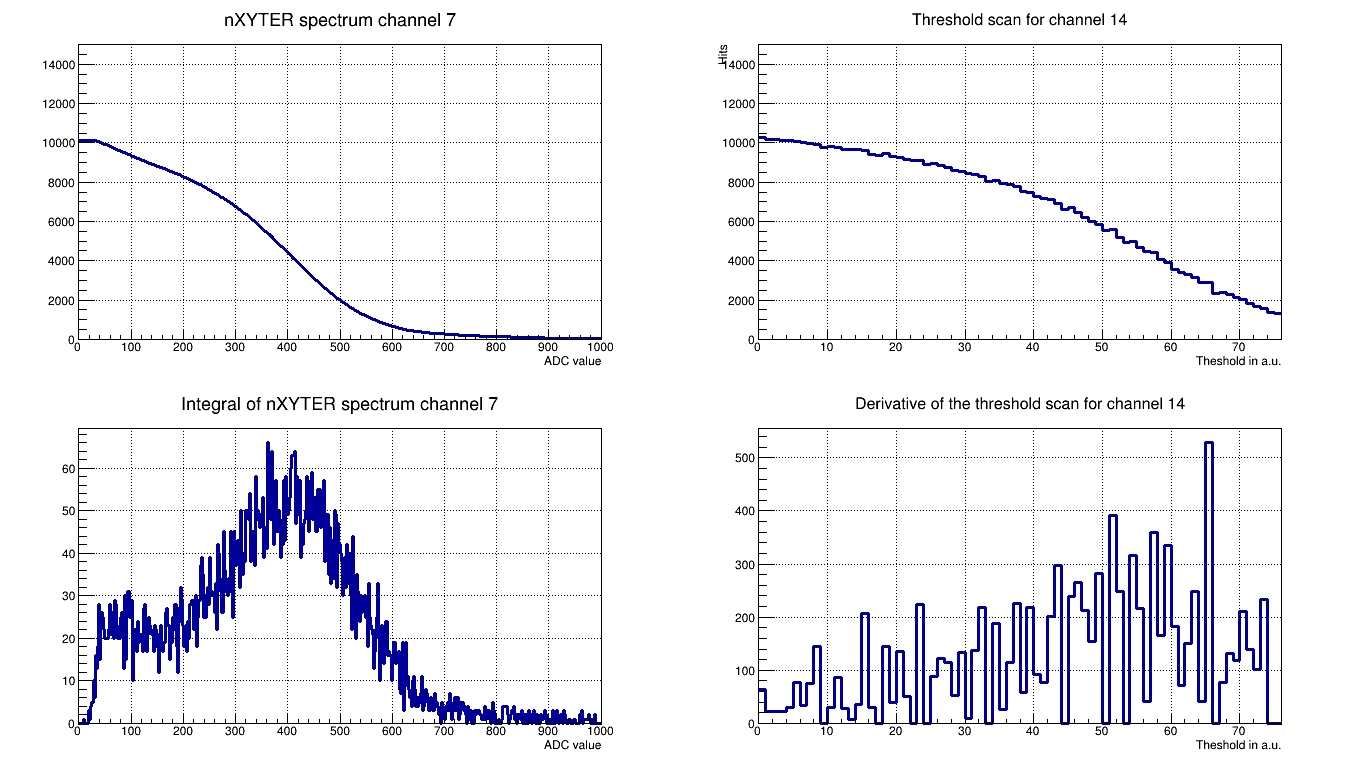 nXYTER spectrum channel 7
14000
12000
10000
8000
6000
4000
2000
0
0 100 200 300 400 500 600 700 800 900 1000
ADC value
Threshold scan for channel 14
Hits
14000
12000
10000
8000
6000
4000
2000
0
0 10 20 30 40 50 60 70
Theshold in a.u.
Integral of nXYTER spectrum channel 7
60
50
40
30
20
10
0
0 100 200 300 400 500 600 700 800 900 1000
ADC value
Derivative of the threshold scan for channel 14
500
400
300
200
100
0
0 10 20 30 40 50 60 70
Theshold in a.u.